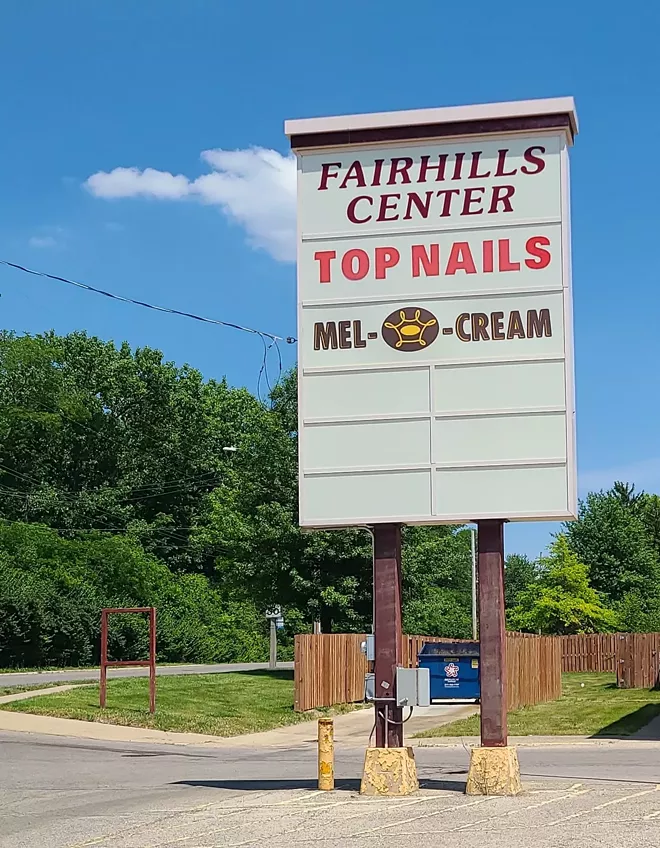 FAIRHILLS
CENTER
TOP NAILS
MEL-O-CREAM